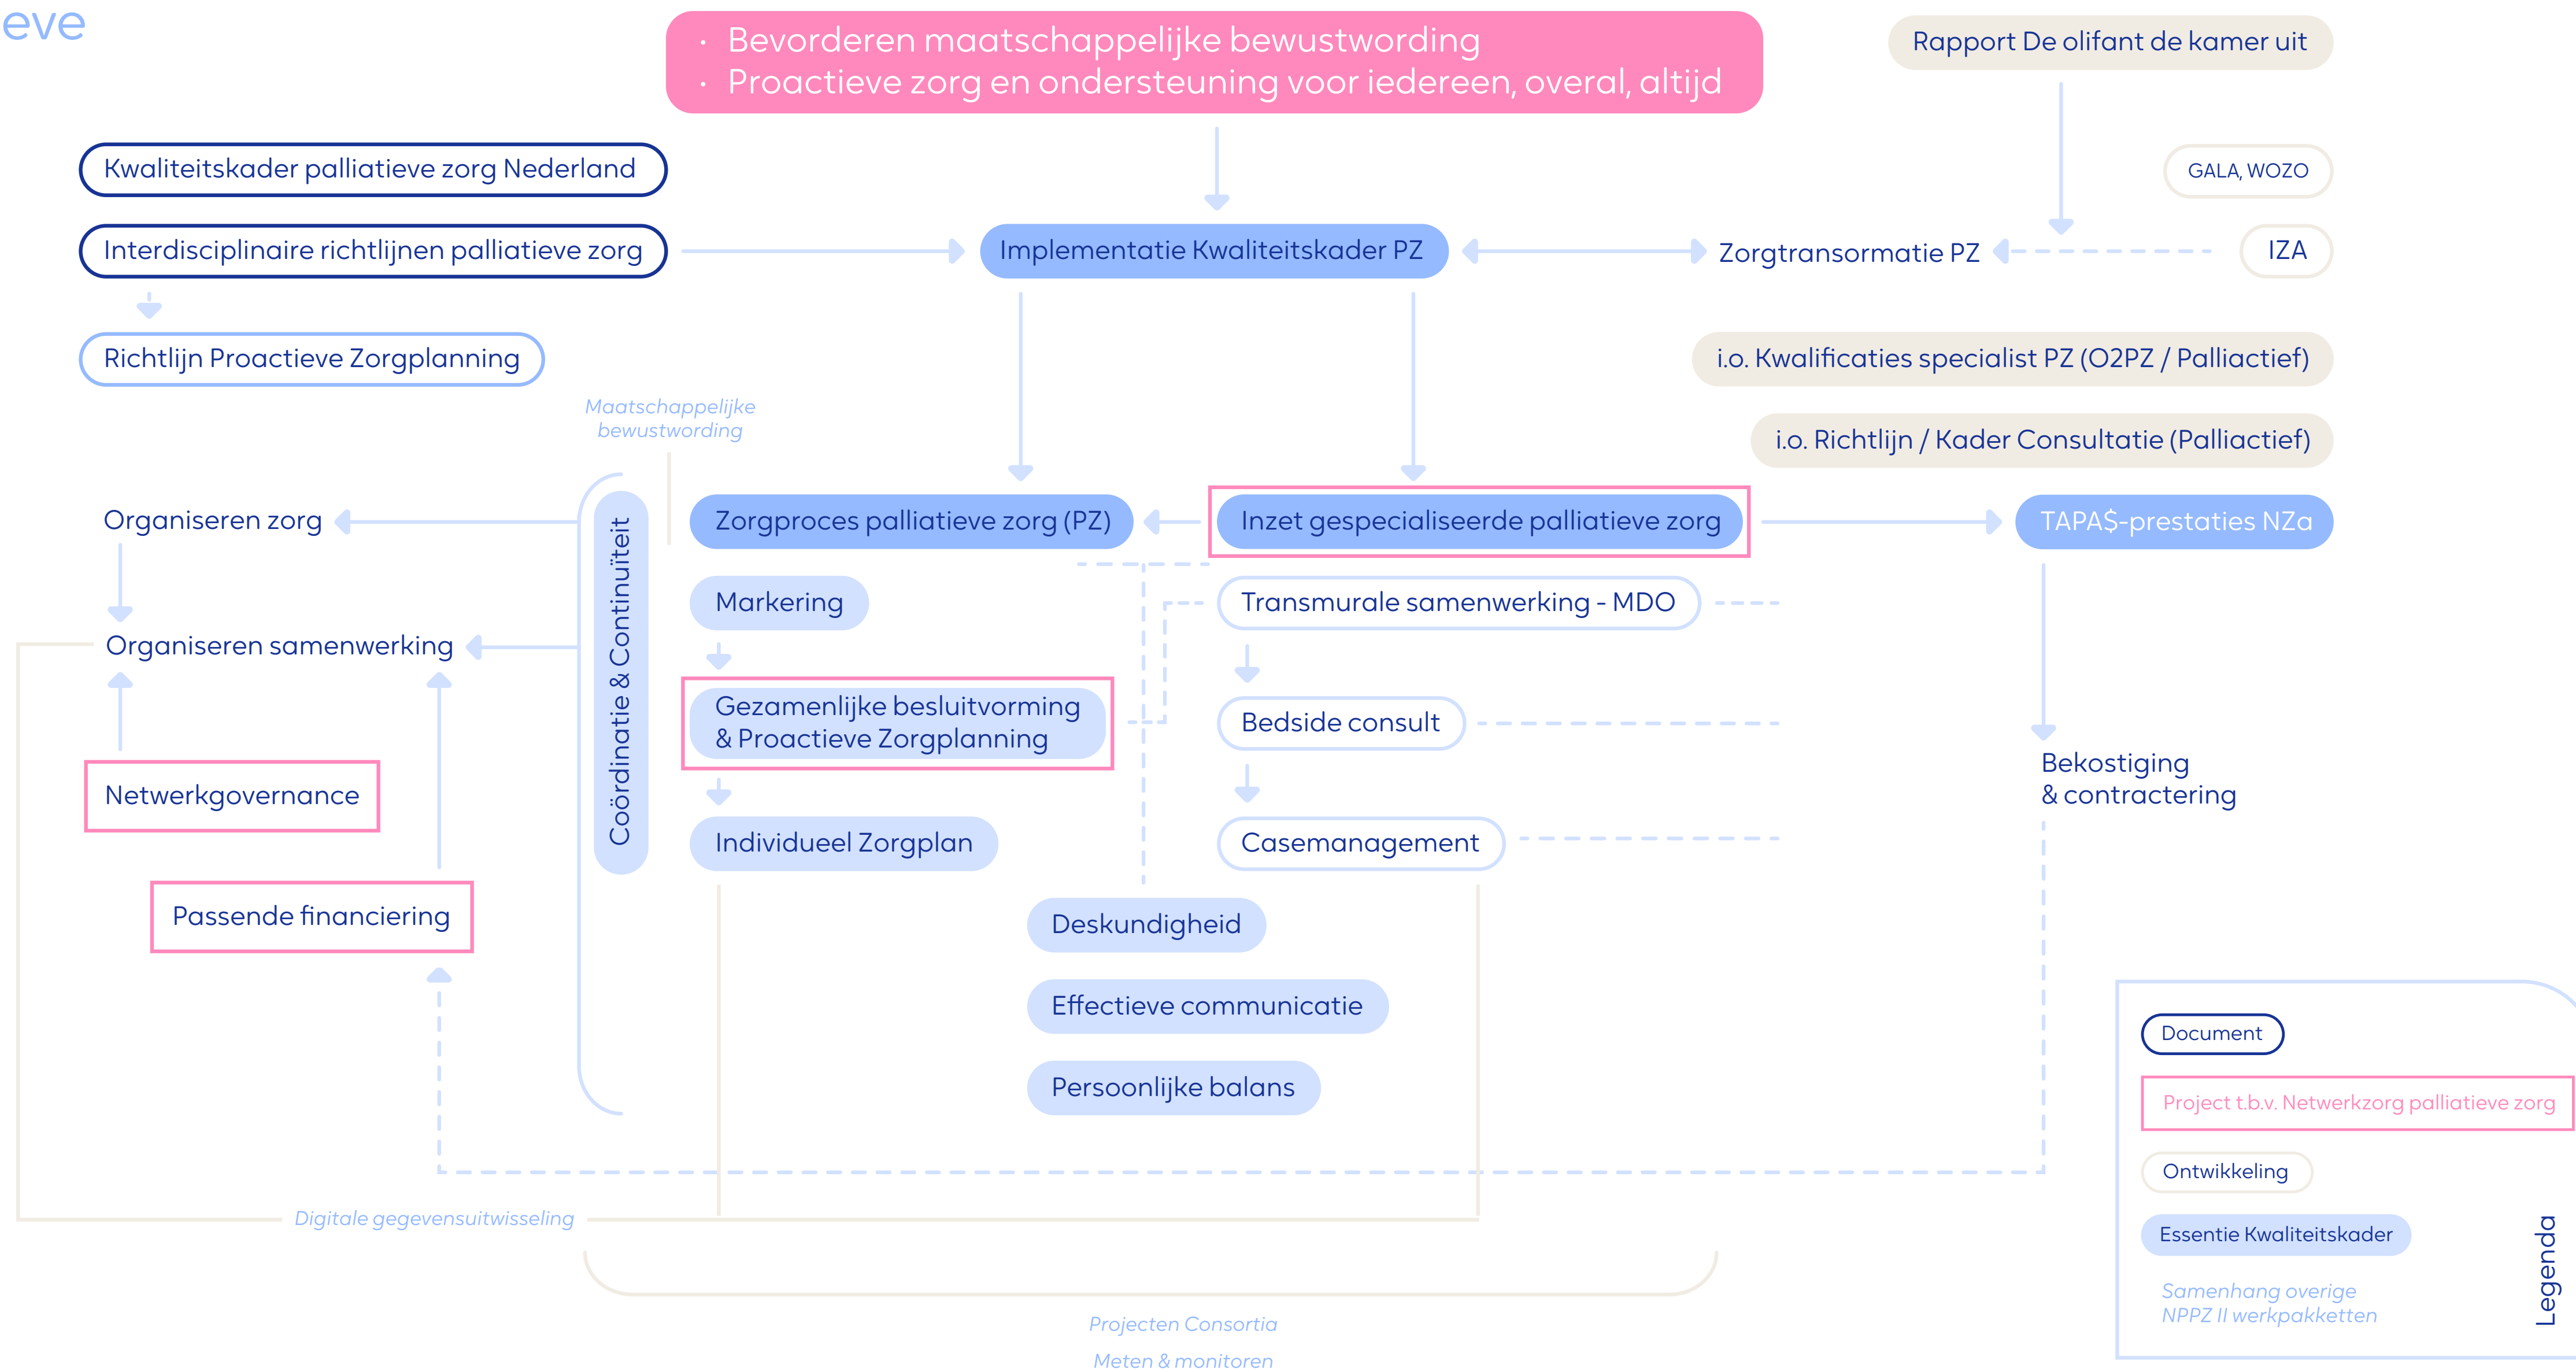 eve
· Bevorderen maatschappelijke bewustwording
· Proactieve zorg en ondersteuning voor iedereen, overal, altijd
Rapport De olifant de kamer uit
Kwaliteitskader palliatieve zorg Nederland
GALA, WOZO
Interdisciplinaire richtlijnen palliatieve zorg
Implementatie Kwaliteitskader PZ
Zorgtransormatie PZ
IZA
Richtlijn Proactieve Zorgplanning
i.o. Kwalificaties specialist PZ (O2PZ / Palliactief)
Maatschappelijke
bewustwording
i.o. Richtlijn / Kader Consultatie (Palliactief)
Organiseren zorg
Coördinatie & Continuïteit
Zorgproces palliatieve zorg (PZ)
Inzet gespecialiseerde palliatieve zorg
TAPA$-prestaties NZa
Markering
Transmurale samenwerking - MDO
Organiseren samenwerking
Gezamenlijke besluitvorming
& Proactieve Zorgplanning
Bedside consult
Bekostiging
& contractering
Netwerkgovernance
Individueel Zorgplan
Casemanagement
Passende financiering
Deskundigheid
Effectieve communicatie
Persoonlijke balans
Digitale gegevensuitwisseling
Projecten Consortia
Meten & monitoren
Document
Project t.b.v. Netwerkzorg palliatieve zorg
Ontwikkeling
Essentie Kwaliteitskader
Samenhang overige
NPPZ II werkpakketten
Legenda